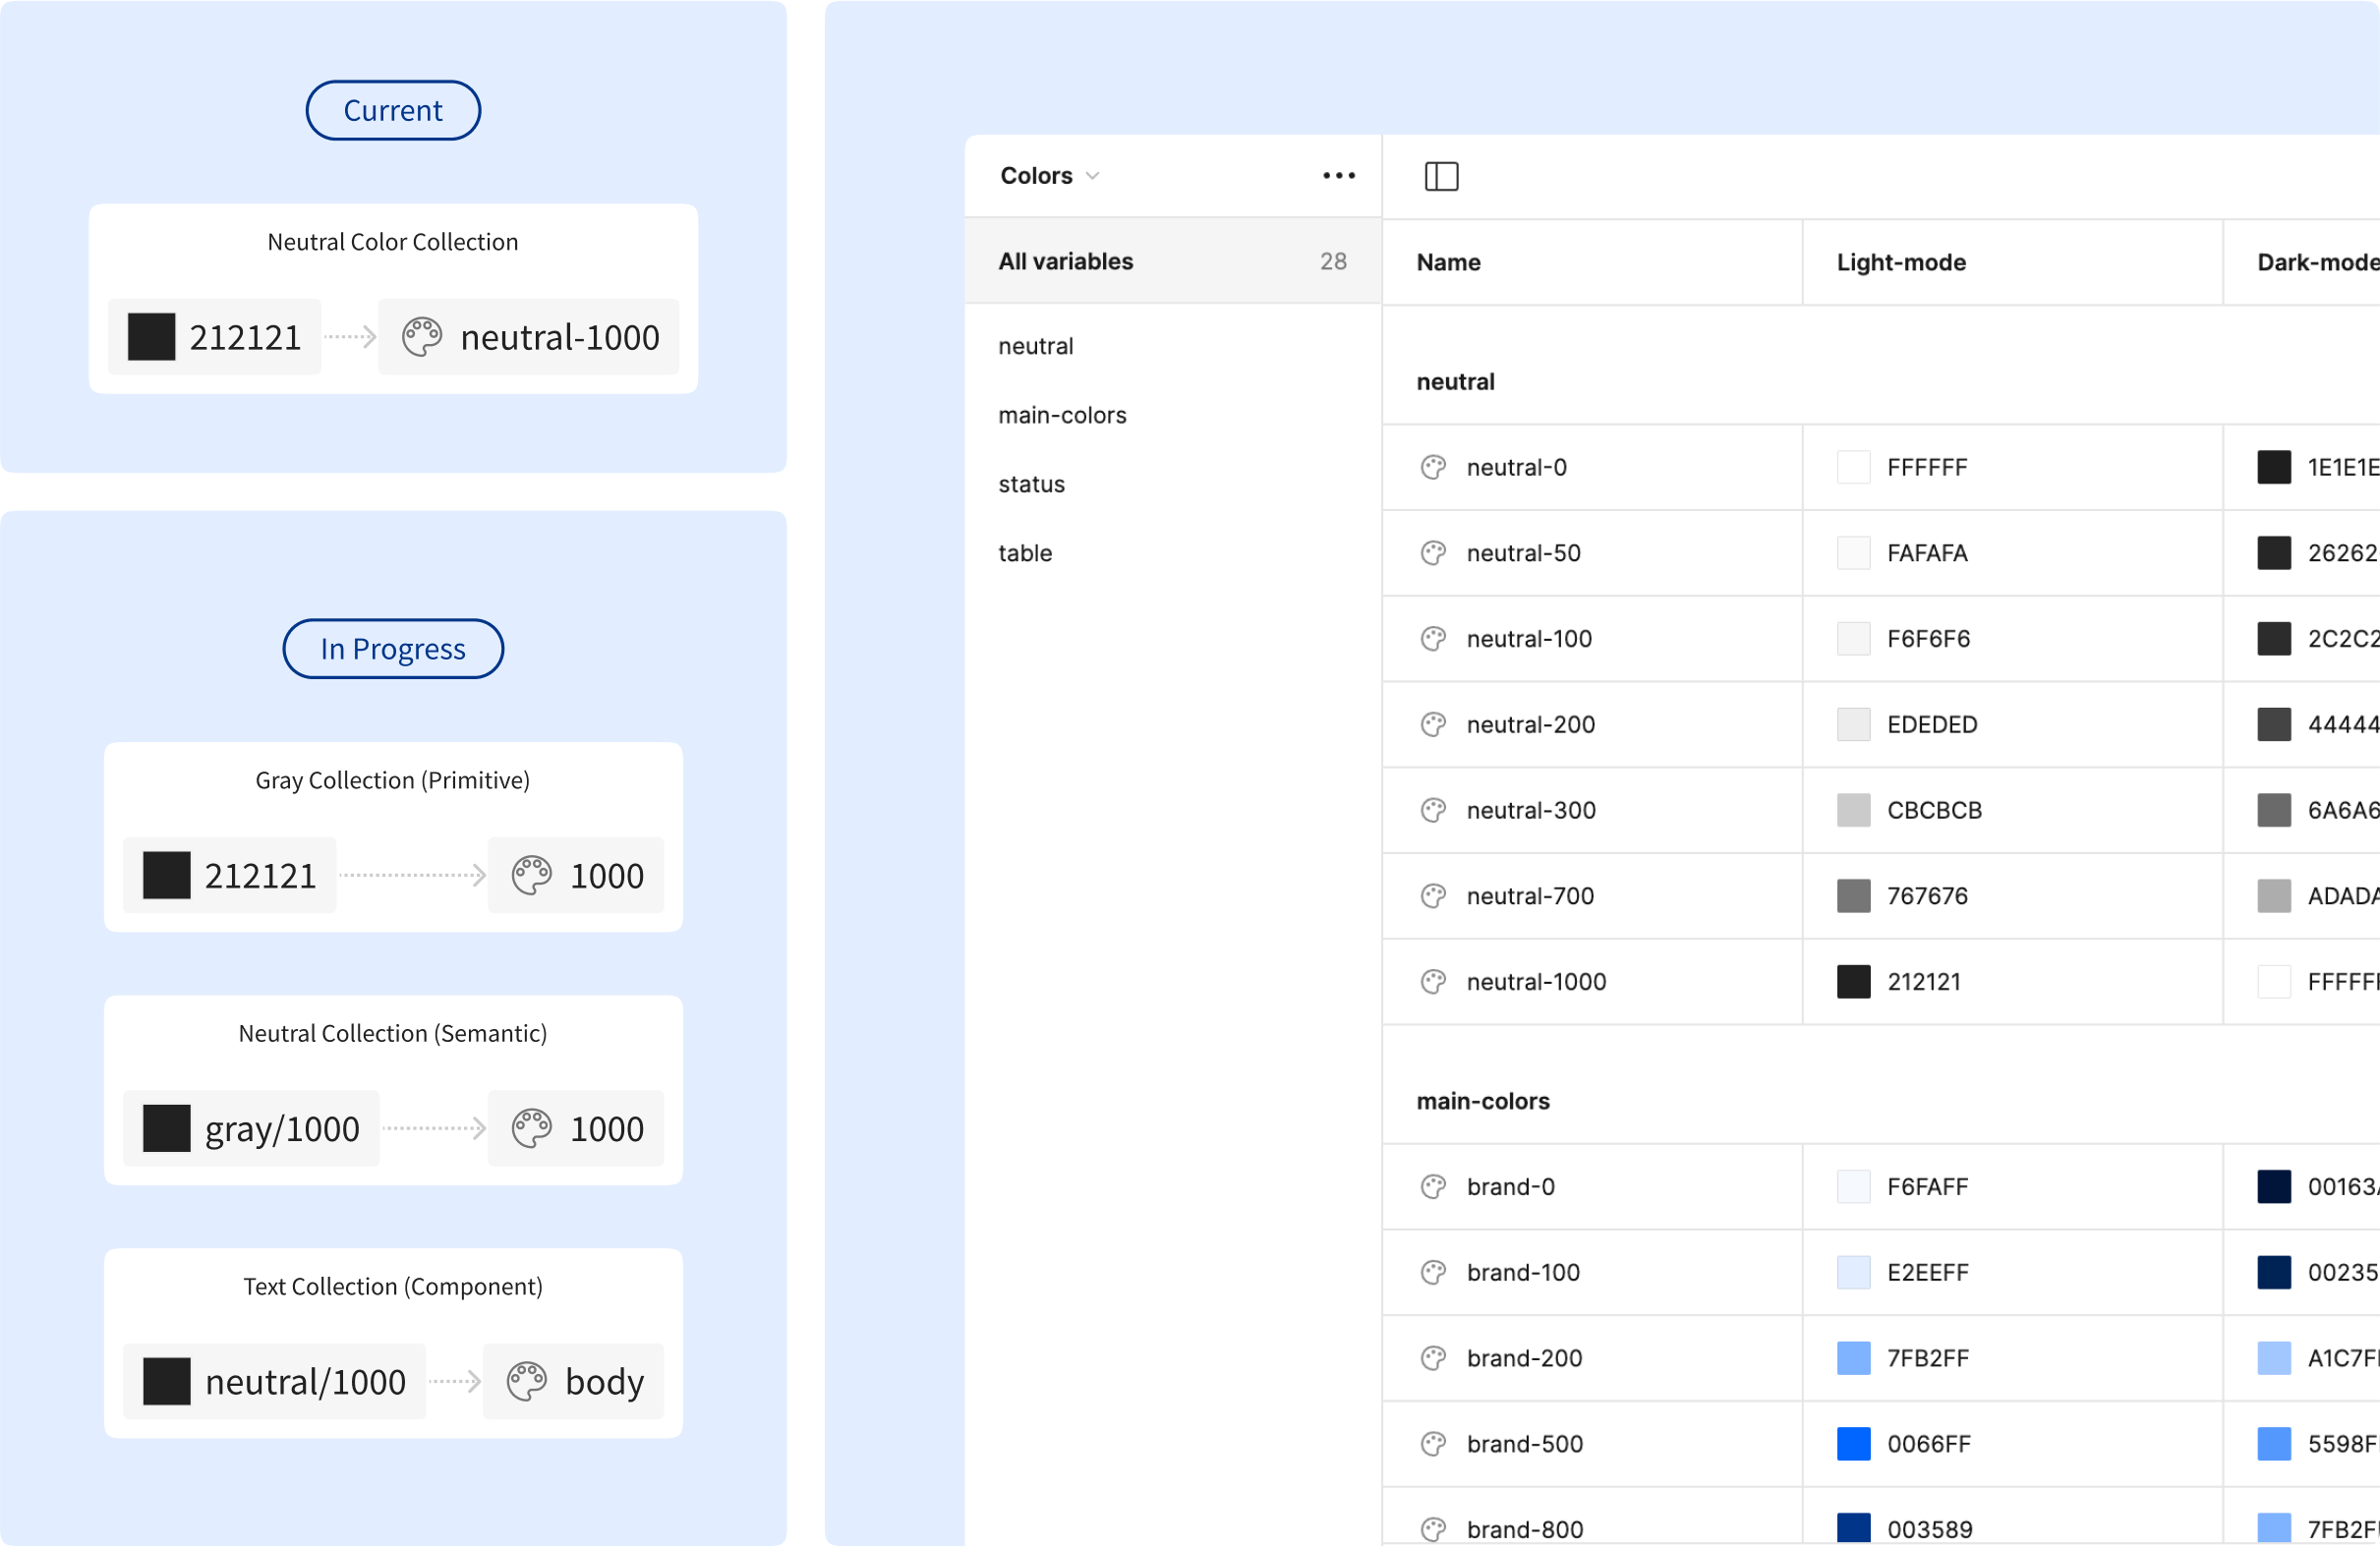 Current
Neutral Color Collection
212121 neutral-1000
In Progress
Gray Collection (Primitive)
212121 1000
Neutral Collection (Semantic)
gray/1000 1000
Text Collection (Component)
neutral/1000 body
Colors
All variables 28
neutral
main-colors
status
table
Name Light-mode Dark-mode
neutral
neutral-0 FFFFFF 1E1E1E
neutral-50 FAFAFA 26262
neutral-100 F6F6F6 2C2C2
neutral-200 EDEDED 44444
neutral-300 CBCBCB 6A6A6
neutral-700 767676 ADADA
neutral-1000 212121 FFFFFF
main-colors
brand-0 F6FAFF 00163A
brand-100 E2EEFF 00235
brand-200 7FB2FF A1C7F
brand-500 0066FF 5598F
brand-800 003589 7FB2F